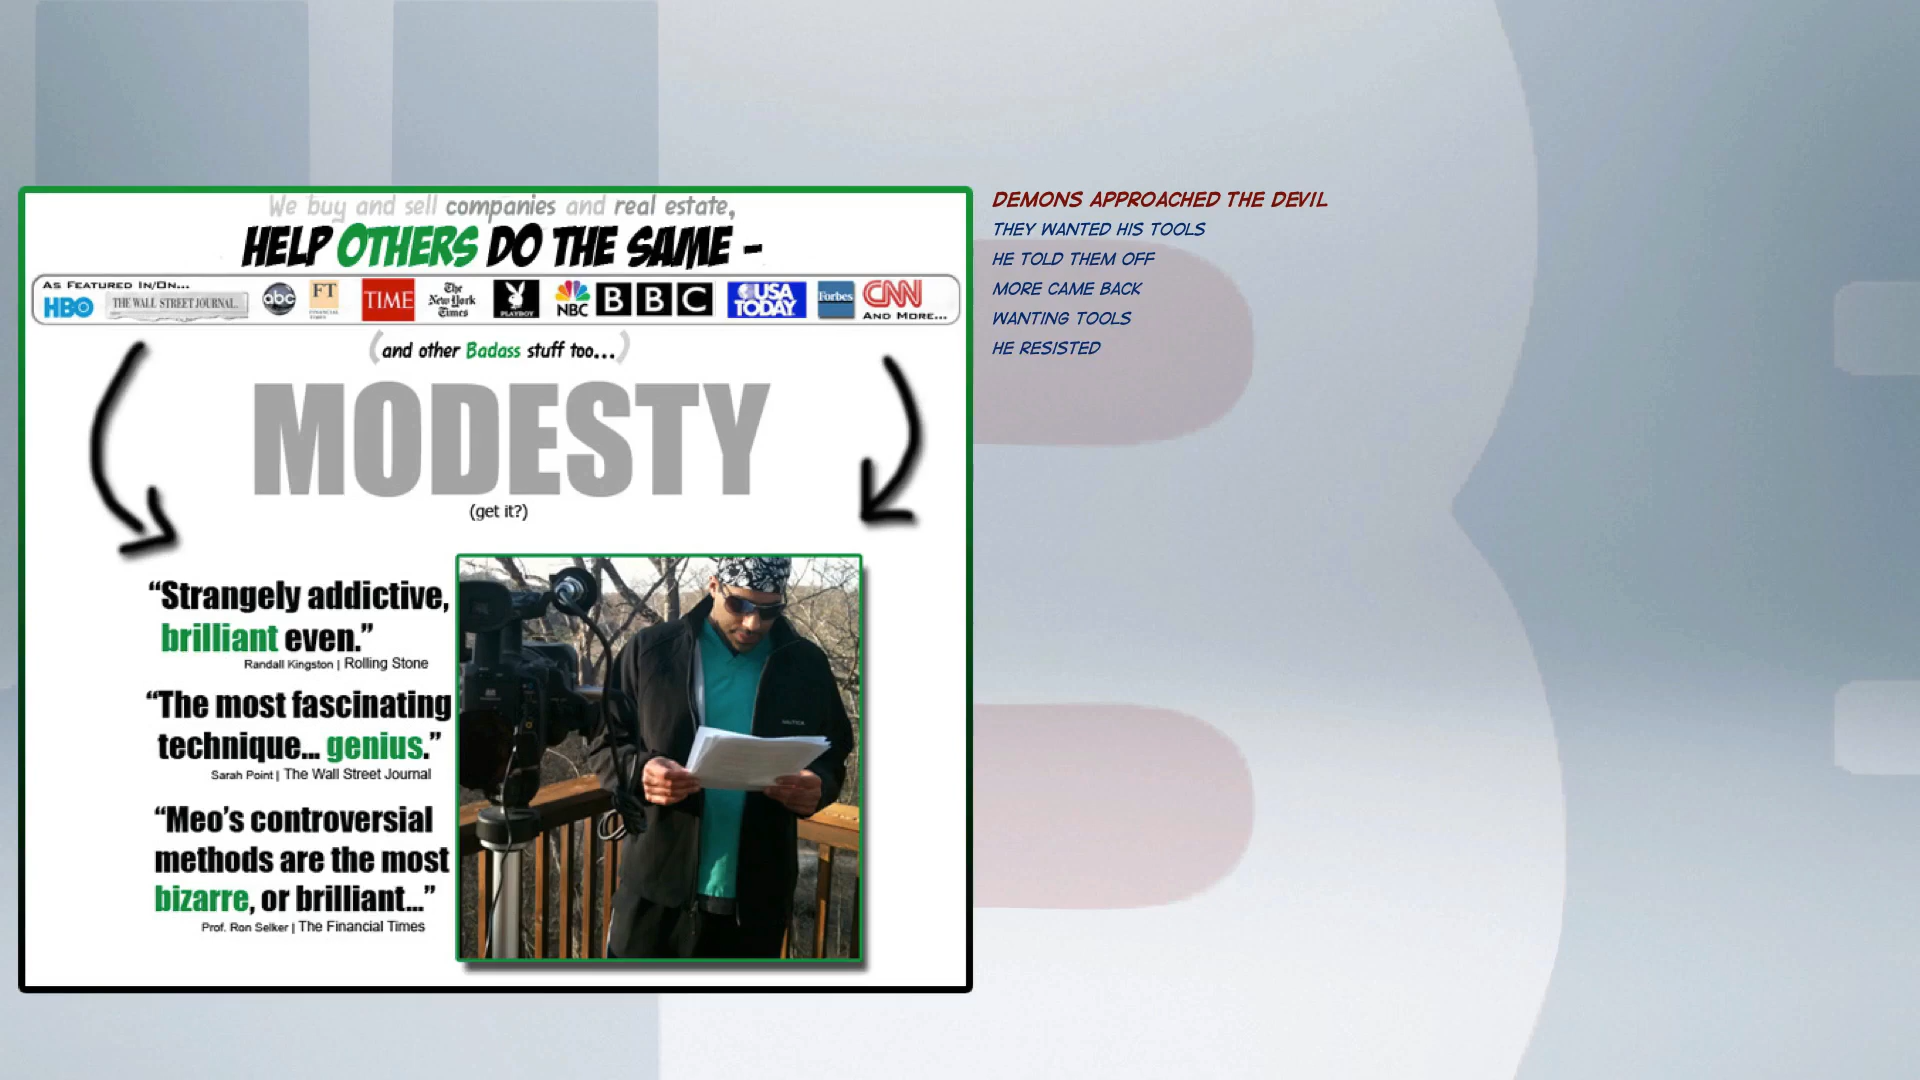 We buy and sell companies and real estate,
HELP OTHERS DO THE SAME -
AS FEATURED IN/ON...
HBO THE WALL STREET JOURNAL. abc FT FINANCIAL TIMES TIME The New York Times PLAYBOY NBC BBC USA TODAY Forbes CNN
AND MORE...
(and other Badass stuff too...)
MODESTY
(get it?)
“Strangely addictive,
brilliant even.”
Randall Kingston | Rolling Stone
“The most fascinating
technique... genius.”
Sarah Point | The Wall Street Journal
“Meo’s controversial
methods are the most
bizarre, or brilliant...”
Prof. Ron Selker | The Financial Times
NAUTICA
DEMONS APPROACHED THE DEVIL
THEY WANTED HIS TOOLS
HE TOLD THEM OFF
MORE CAME BACK
WANTING TOOLS
HE RESISTED